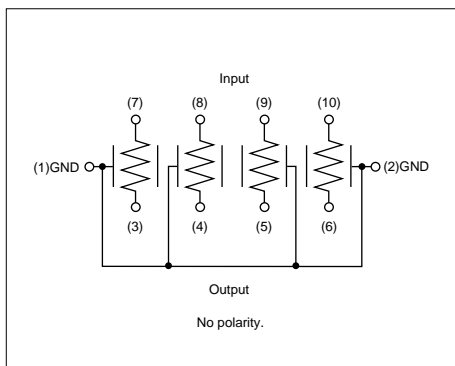 Input
(7) (8) (9) (10)
(1)GND (2)GND
(3) (4) (5) (6)
Output
No polarity.